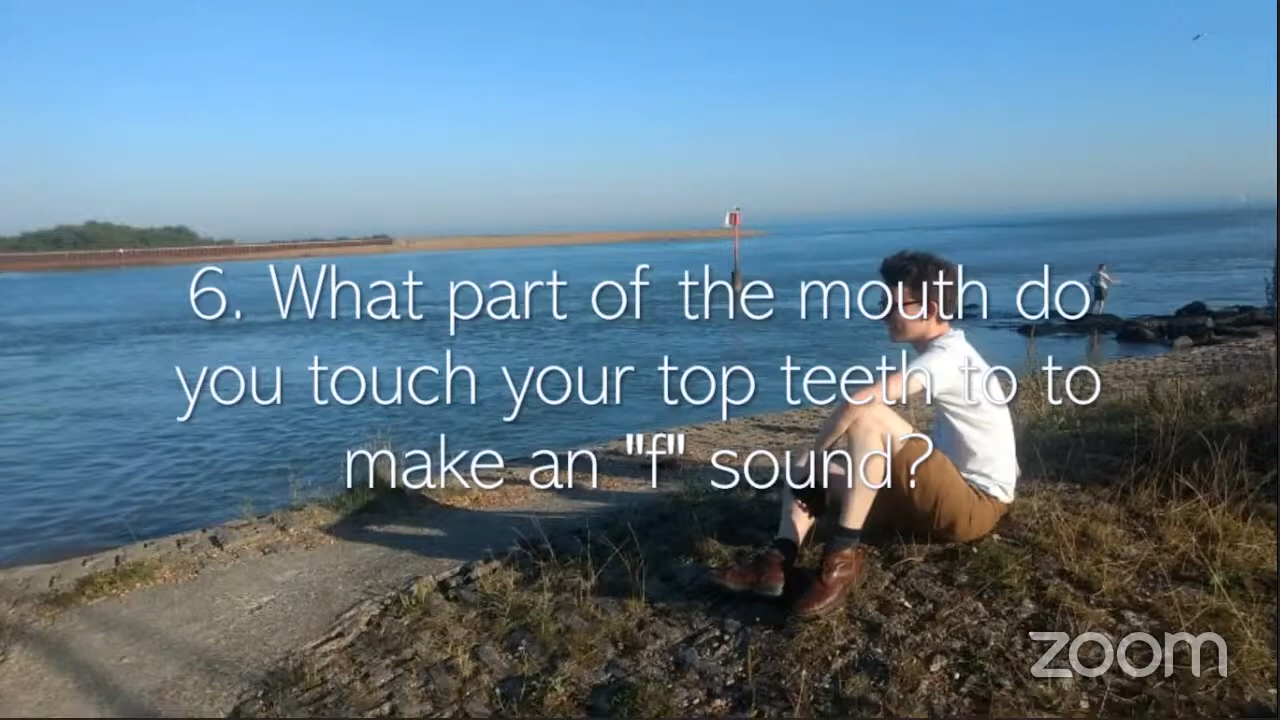 6. What part of the mouth do
you touch your top teeth to to
make an "f" sound?
zoom